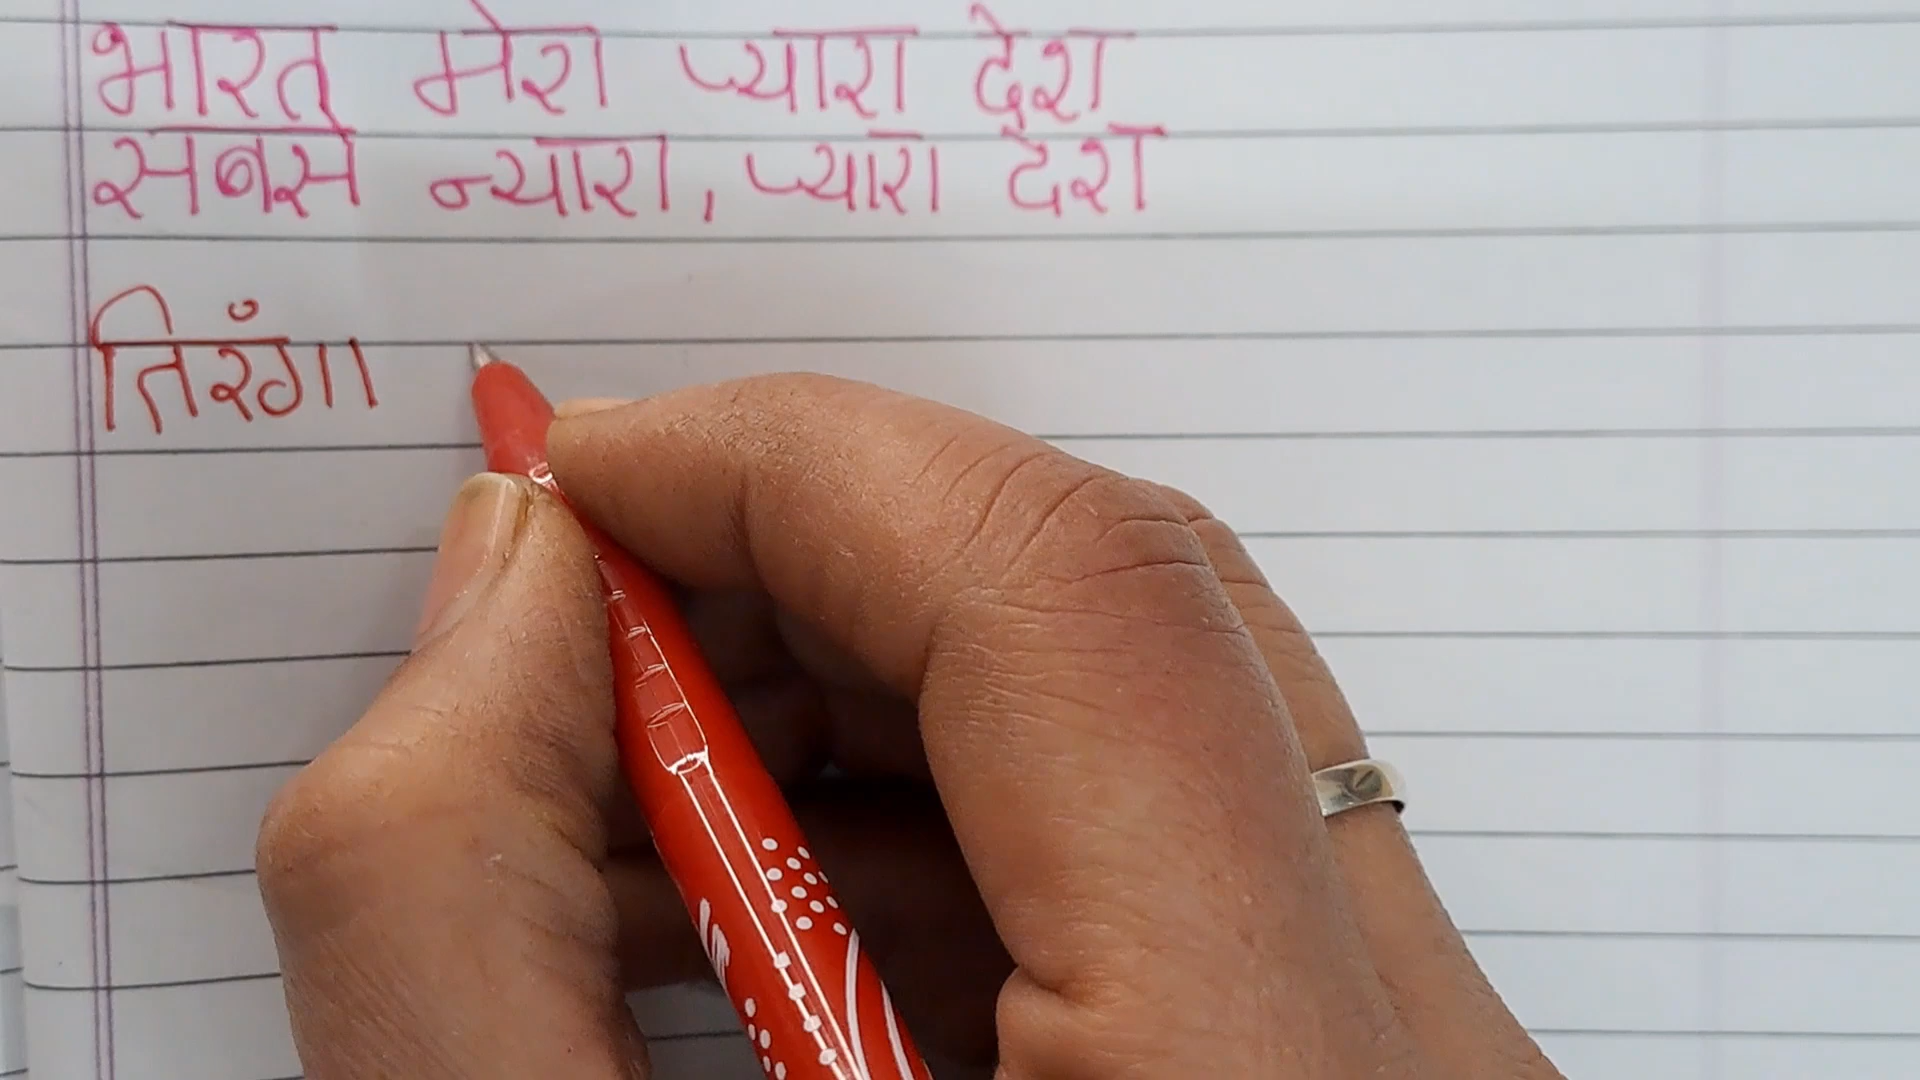 भारत मेरा प्यारा देश
सबसे न्यारा, प्यारा देश
तिरंगा